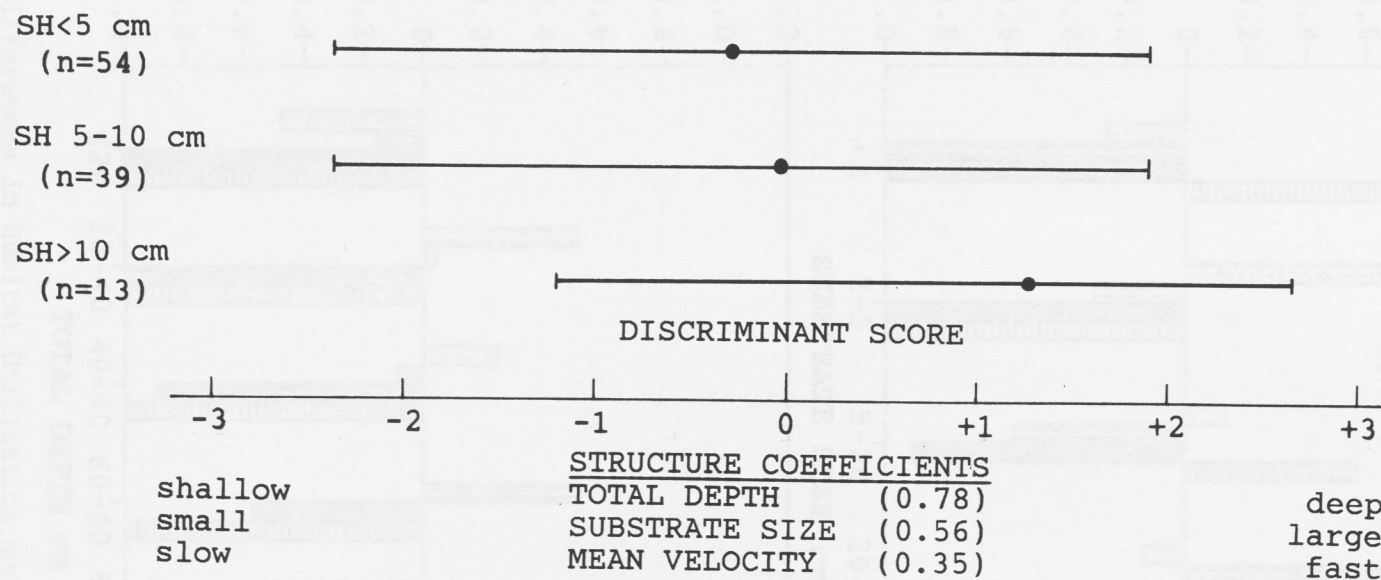 SH<5 cm
(n=54)
SH 5-10 cm
(n=39)
SH>10 cm
(n=13)
DISCRIMINANT SCORE
-3 -2 -1 0 +1 +2 +3
STRUCTURE COEFFICIENTS
shallow TOTAL DEPTH (0.78) deep
small SUBSTRATE SIZE (0.56) large
slow MEAN VELOCITY (0.35) fast